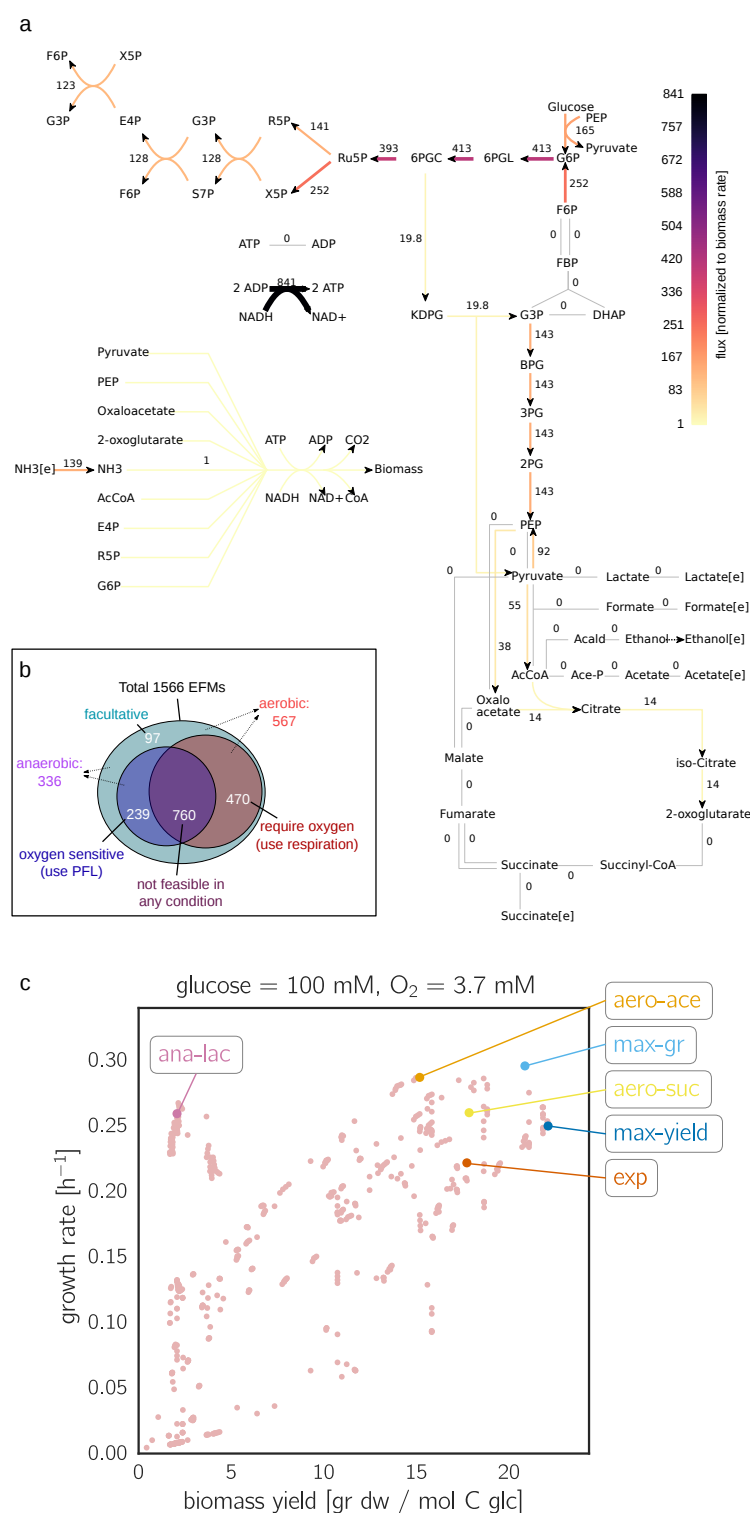 a
F6P
X5P
123
G3P
E4P
G3P
R5P
128
128
F6P
S7P
X5P
141
252
Ru5P
393
6PGC
413
6PGL
413
G6P
Glucose
PEP
165
Pyruvate
252
F6P
0
0
FBP
0
0
G3P
DHAP
ATP
0
ADP
2 ADP
841
2 ATP
NADH
NAD+
19.8
KDPG
19.8
143
BPG
143
3PG
143
2PG
143
PEP
0
0
92
Pyruvate
0
Lactate
0
Lactate[e]
0
55
0
Formate
0
Formate[e]
0
Acald
Ethanol
Ethanol[e]
38
AcCoA
0
Ace-P
0
Acetate
0
Acetate[e]
Oxalo
acetate
14
Citrate
14
0
Malate
iso-Citrate
0
14
Fumarate
2-oxoglutarate
0
0
0
Succinate
0
Succinyl-CoA
0
Succinate[e]
Pyruvate
PEP
Oxaloacetate
2-oxoglutarate
NH3[e]
139
NH3
1
AcCoA
E4P
R5P
G6P
ATP
ADP
CO2
Biomass
NADH
NAD+
CoA
841
757
672
588
504
420
336
251
167
83
1
flux [normalized to biomass rate]
b
Total 1566 EFMs
facultative
97
aerobic:
567
anaerobic:
336
239
760
470
oxygen sensitive
(use PFL)
require oxygen
(use respiration)
not feasible in
any condition
c
glucose = 100 mM, O₂ = 3.7 mM
aero-ace
max-gr
aero-suc
max-yield
exp
ana-lac
0.30
0.25
0.20
0.15
0.10
0.05
0.00
growth rate [h⁻¹]
0
5
10
15
20
biomass yield [gr dw / mol C glc]